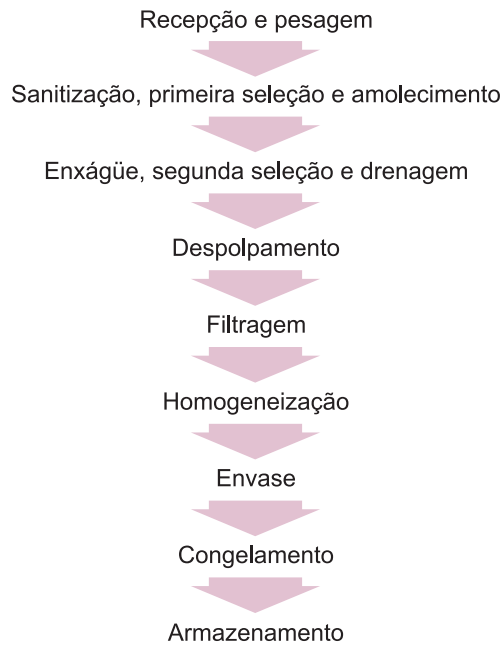 Recepção e pesagem
Sanitização, primeira seleção e amolecimento
Enxágüe, segunda seleção e drenagem
Despolpamento
Filtragem
Homogeneização
Envase
Congelamento
Armazenamento